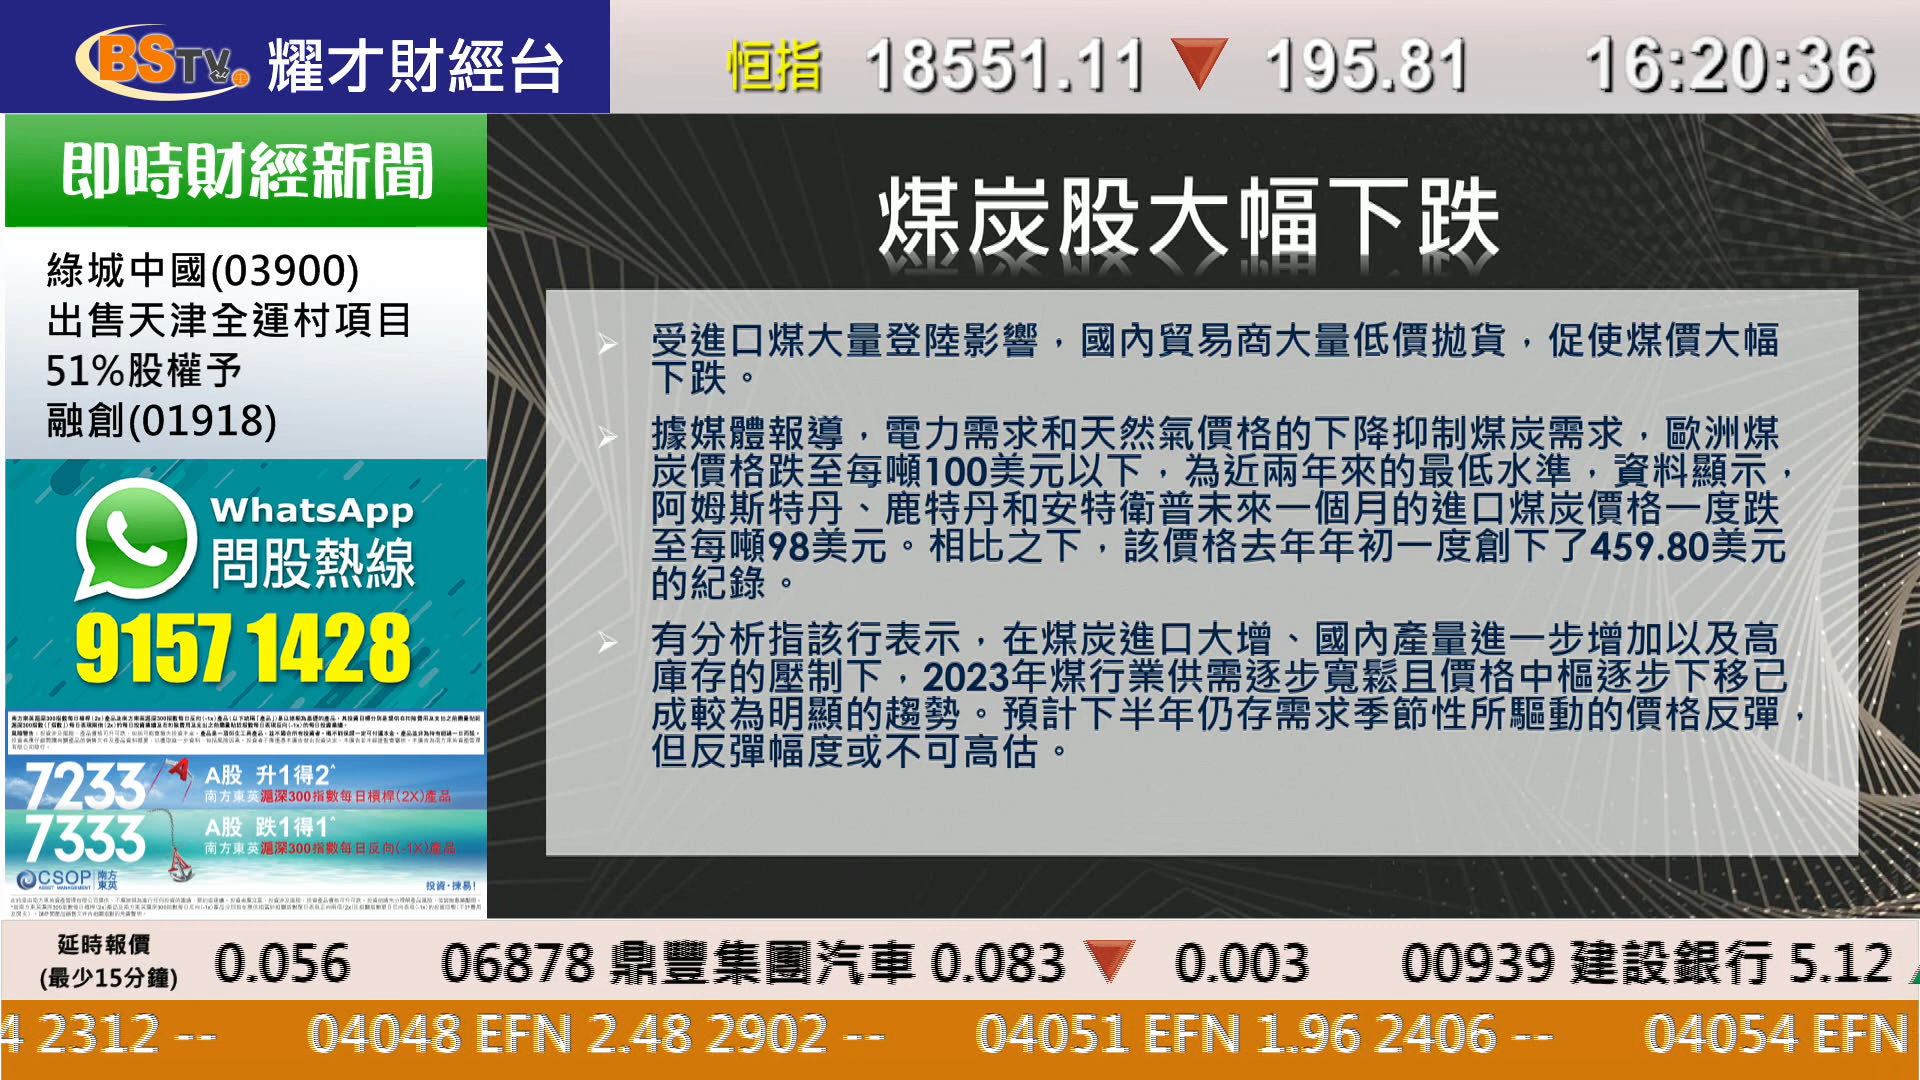 BSTV 耀才財經台
恒指 18551.11 ▼ 195.81 16:20:36
即時財經新聞
綠城中國(03900)
出售天津全運村項目
51%股權予
融創(01918)
WhatsApp
問股熱線
9157 1428
7233
A股 升1得2^
南方東英滬深300指數每日槓桿(2X)產品
7333
A股 跌1得1^
南方東英滬深300指數每日反向(-1X)產品
CSOP 南方東英
ASSET MANAGEMENT
投資·揀易!
煤炭股大幅下跌
受進口煤大量登陸影響，國內貿易商大量低價拋貨，促使煤價大幅
下跌。
據媒體報導，電力需求和天然氣價格的下降抑制煤炭需求，歐洲煤
炭價格跌至每噸100美元以下，為近兩年來的最低水準，資料顯示，
阿姆斯特丹、鹿特丹和安特衛普未來一個月的進口煤炭價格一度跌
至每噸98美元。相比之下，該價格去年年初一度創下了459.80美元
的紀錄。
有分析指該行表示，在煤炭進口大增、國內產量進一步增加以及高
庫存的壓制下，2023年煤行業供需逐步寬鬆且價格中樞逐步下移已
成較為明顯的趨勢。預計下半年仍存需求季節性所驅動的價格反彈，
但反彈幅度或不可高估。
延時報價
(最少15分鐘)
0.056 06878 鼎豐集團汽車 0.083 ▼ 0.003 00939 建設銀行 5.12
4 2312 -- 04048 EFN 2.48 2902 -- 04051 EFN 1.96 2406 -- 04054 EFN